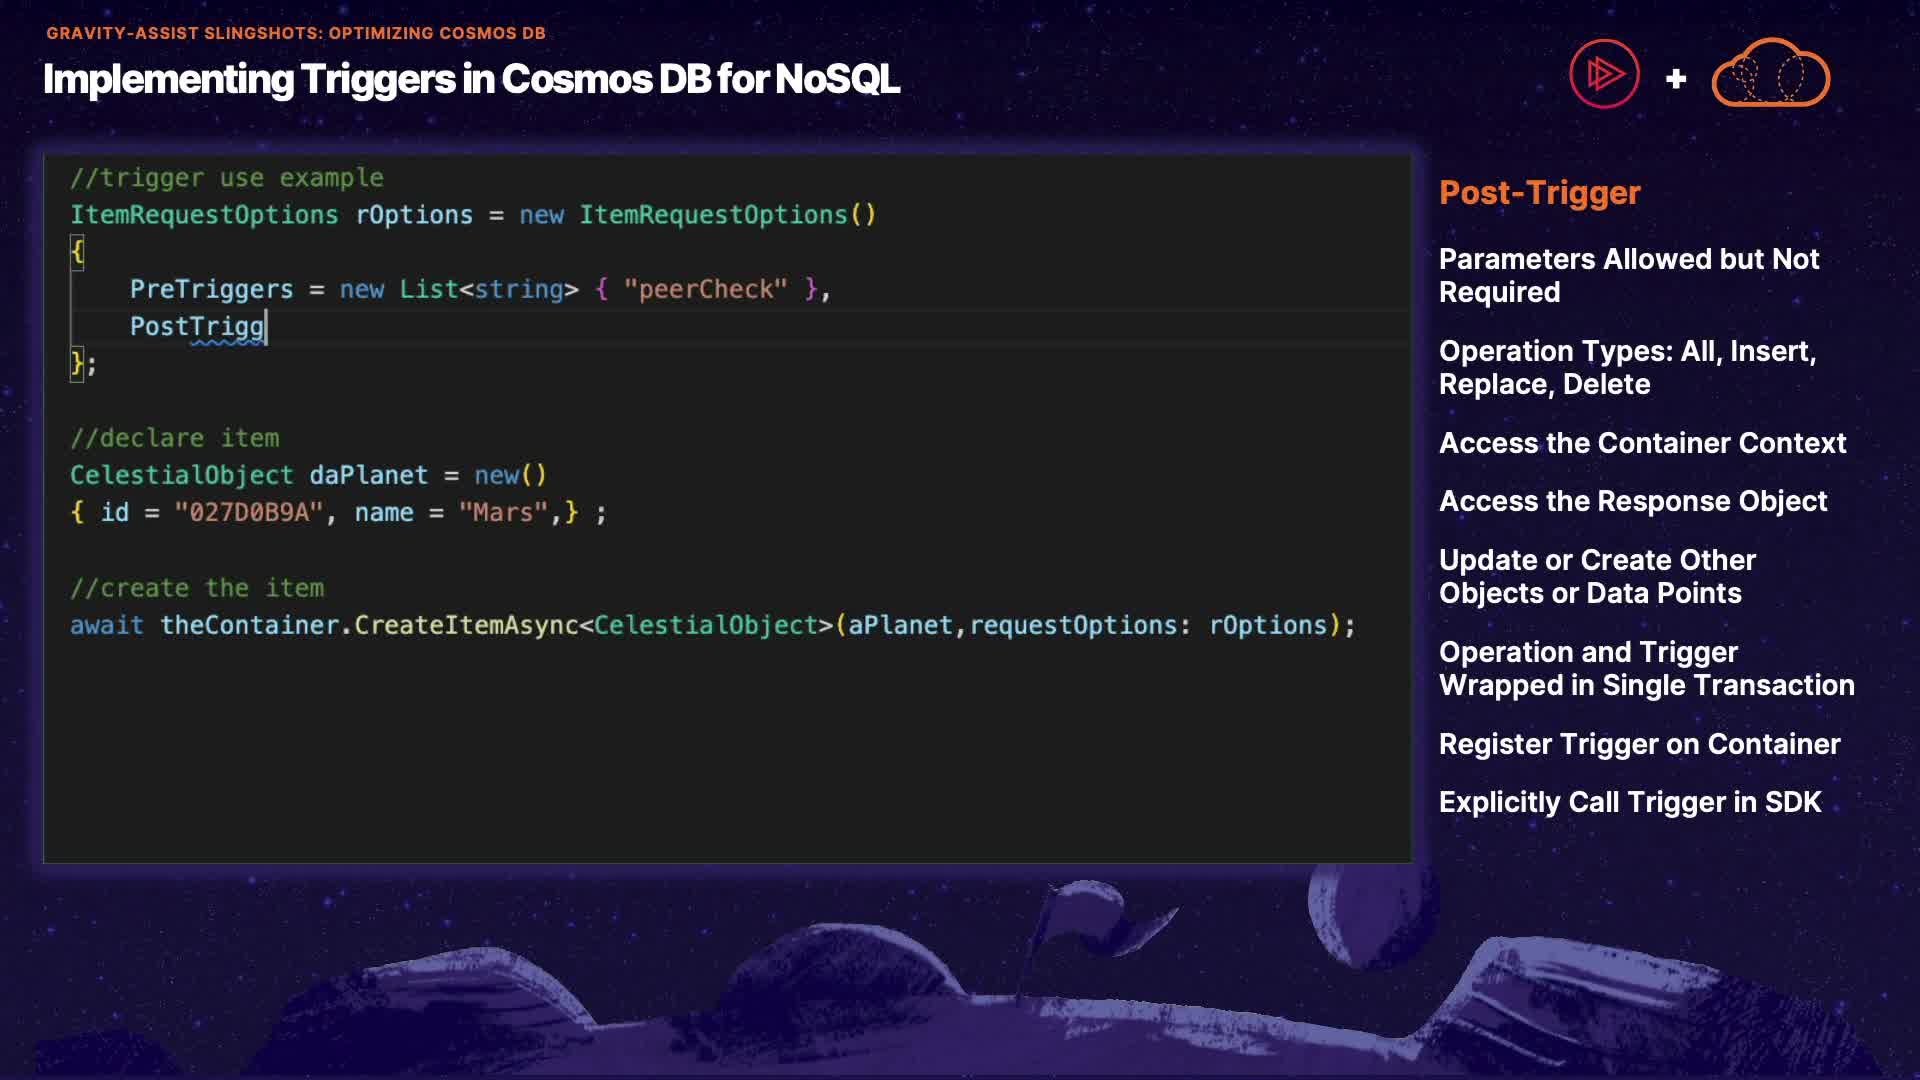 GRAVITY-ASSIST SLINGSHOTS: OPTIMIZING COSMOS DB
Implementing Triggers in Cosmos DB for NoSQL
//trigger use example
ItemRequestOptions rOptions = new ItemRequestOptions()
{
    PreTriggers = new List<string> { "peerCheck" },
    PostTrigg
};
//declare item
CelestialObject daPlanet = new()
{ id = "027D0B9A", name = "Mars",} ;
//create the item
await theContainer.CreateItemAsync<CelestialObject>(aPlanet,requestOptions: rOptions);
Post-Trigger
Parameters Allowed but Not
Required
Operation Types: All, Insert,
Replace, Delete
Access the Container Context
Access the Response Object
Update or Create Other
Objects or Data Points
Operation and Trigger
Wrapped in Single Transaction
Register Trigger on Container
Explicitly Call Trigger in SDK